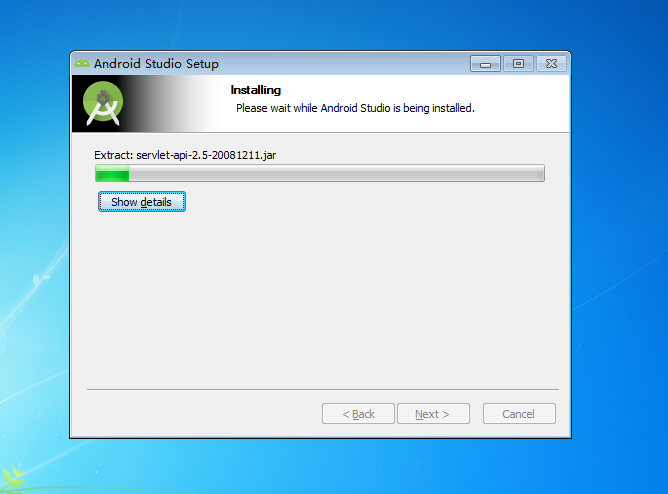 Android Studio Setup
Installing
Please wait while Android Studio is being installed.
Extract: servlet-api-2.5-20081211.jar
Show details
< Back
Next >
Cancel